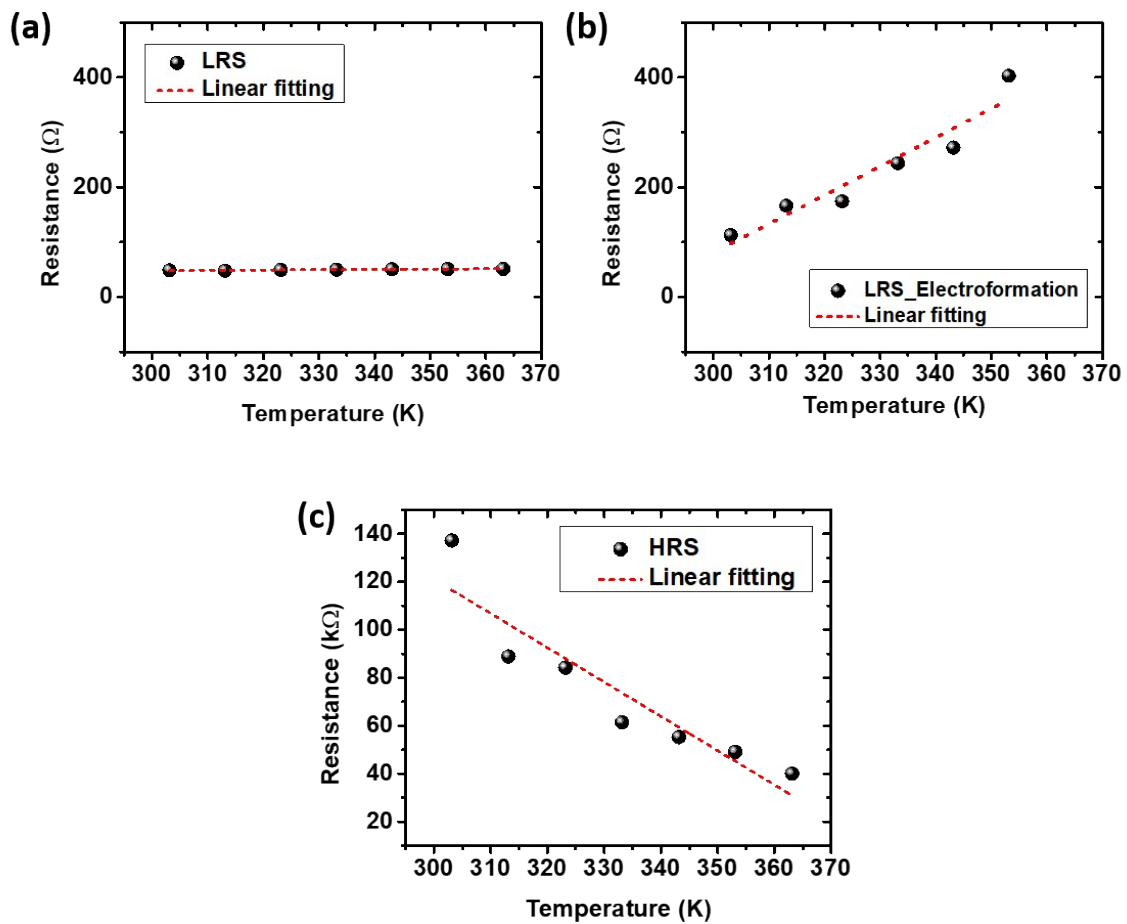 (a)
LRS
Linear fitting
400
200
0
Resistance (Ω)
300 310 320 330 340 350 360 370
Temperature (K)
(b)
400
200
0
Resistance (Ω)
LRS_Electroformation
Linear fitting
300 310 320 330 340 350 360 370
Temperature (K)
(c)
HRS
Linear fitting
140
120
100
80
60
40
20
Resistance (kΩ)
300 310 320 330 340 350 360 370
Temperature (K)